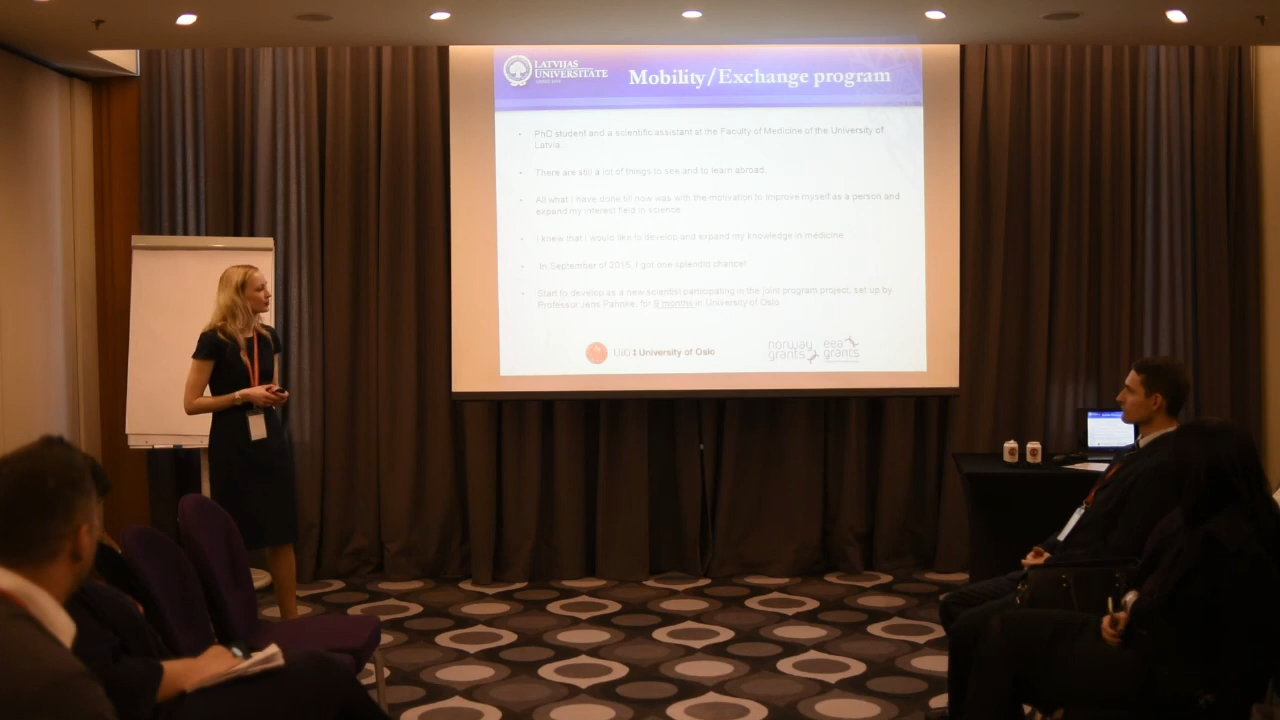 LATVIJAS
UNIVERSITATE
Mobility/Exchange program
PhD student and a scientific assistant at the Faculty of Medicine of the University of
Latvia.
There are still a lot of things to see and to learn abroad.
All what I have done till now was with the motivation to improve myself as a person and
expand my interest field in science.
I knew that I would like to develop and expand my knowledge in medicine.
In September of 2015, I got one splendid chance!
Start to develop as a new scientist participating in the joint program project, set up by
Professor Jens Pahnke, for 8 months in University of Oslo
UiO : University of Oslo
norway
grants
eea
grants